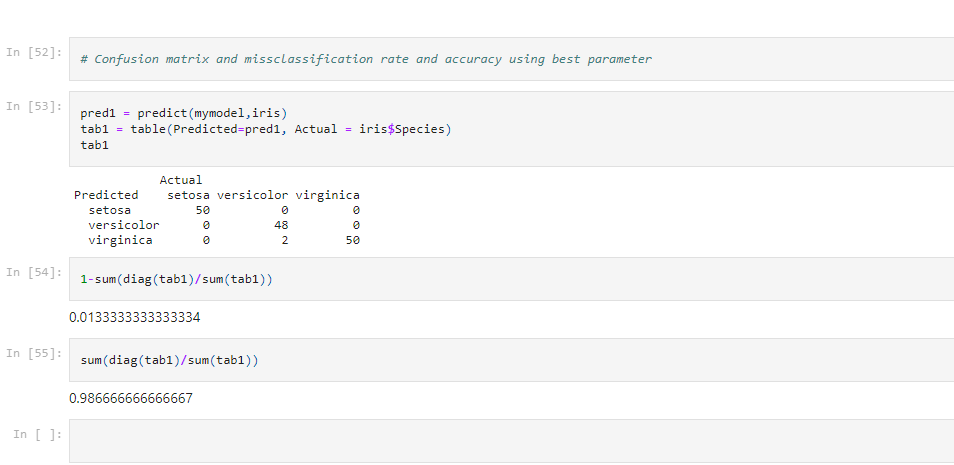 In [52]:
# Confusion matrix and missclassification rate and accuracy using best parameter
In [53]:
pred1 = predict(mymodel,iris)
tab1 = table(Predicted=pred1, Actual = iris$Species)
tab1
Actual
Predicted setosa versicolor virginica
setosa 50 0 0
versicolor 0 48 0
virginica 0 2 50
In [54]:
1-sum(diag(tab1)/sum(tab1))
0.0133333333333334
In [55]:
sum(diag(tab1)/sum(tab1))
0.986666666666667
In [ ]: